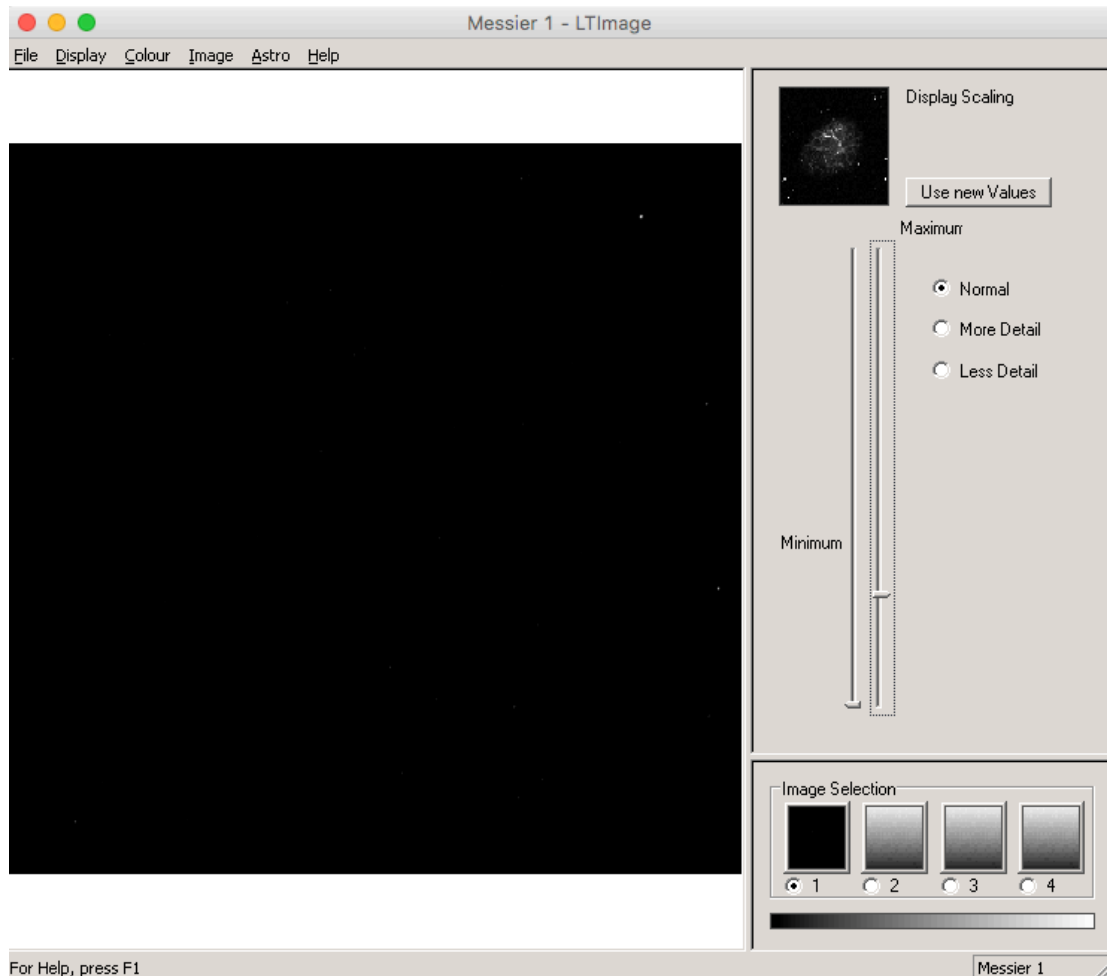 Messier 1 - LTImage
File Display Colour Image Astro Help
Display Scaling
Use new Values
Maximum
Normal
More Detail
Less Detail
Minimum
Image Selection
1 2 3 4
For Help, press F1
Messier 1